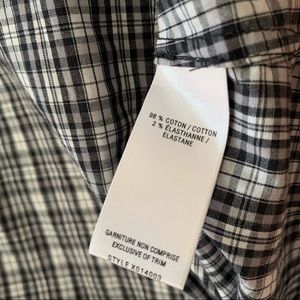 98 % COTON / COTTON
2 % ELASTHANNE /
ELASTANE
GARNITURE NON COMPRISE
EXCLUSIVE OF TRIM
STYLE X014003